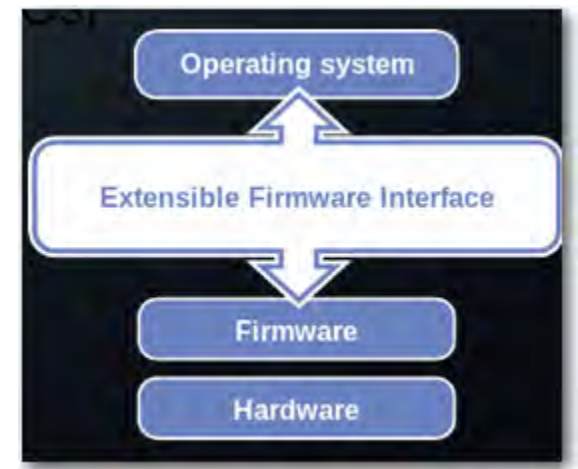 Operating system
Extensible Firmware Interface
Firmware
Hardware